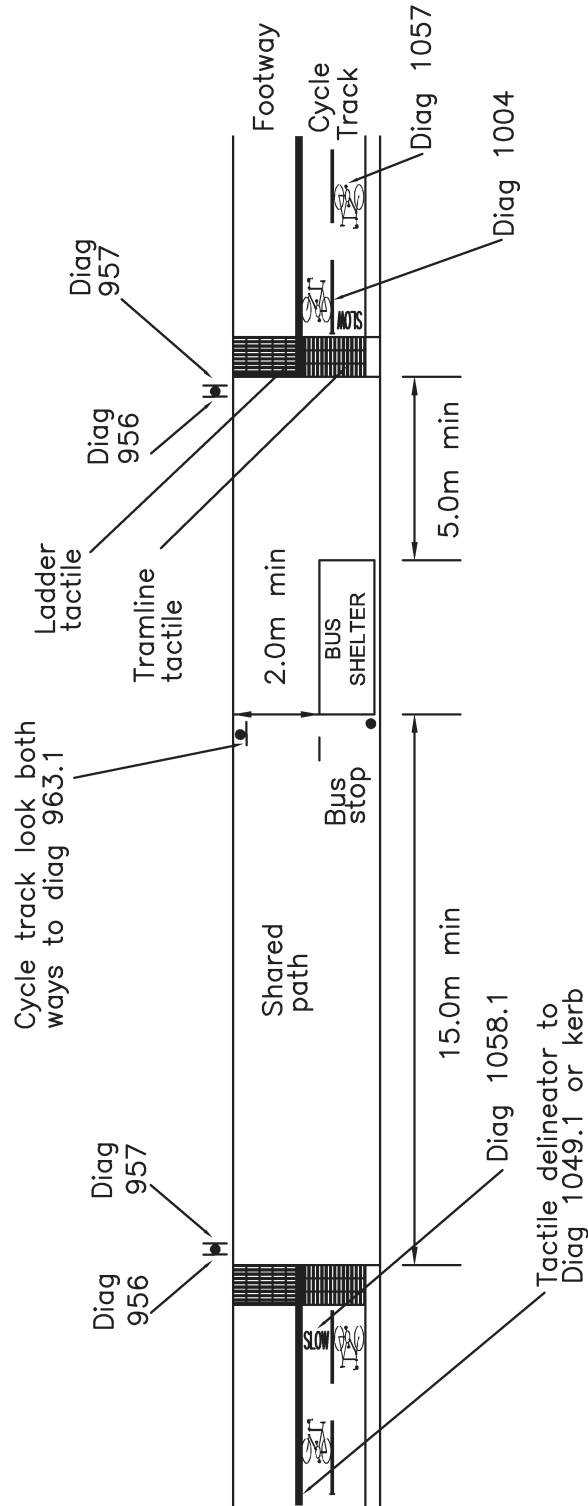 Cycle track look both
ways to diag 963.1
Ladder
tactile
Diag
957
Diag
956
Tramline
tactile
Diag
957
Diag
956
Footway
Cycle
Track
2.0m min
Shared
path
Bus
stop
BUS
SHELTER
SLOW
SLOW
15.0m min
5.0m min
Diag 1057
Diag 1004
Diag 1058.1
Tactile delineator to
Diag 1049.1 or kerb